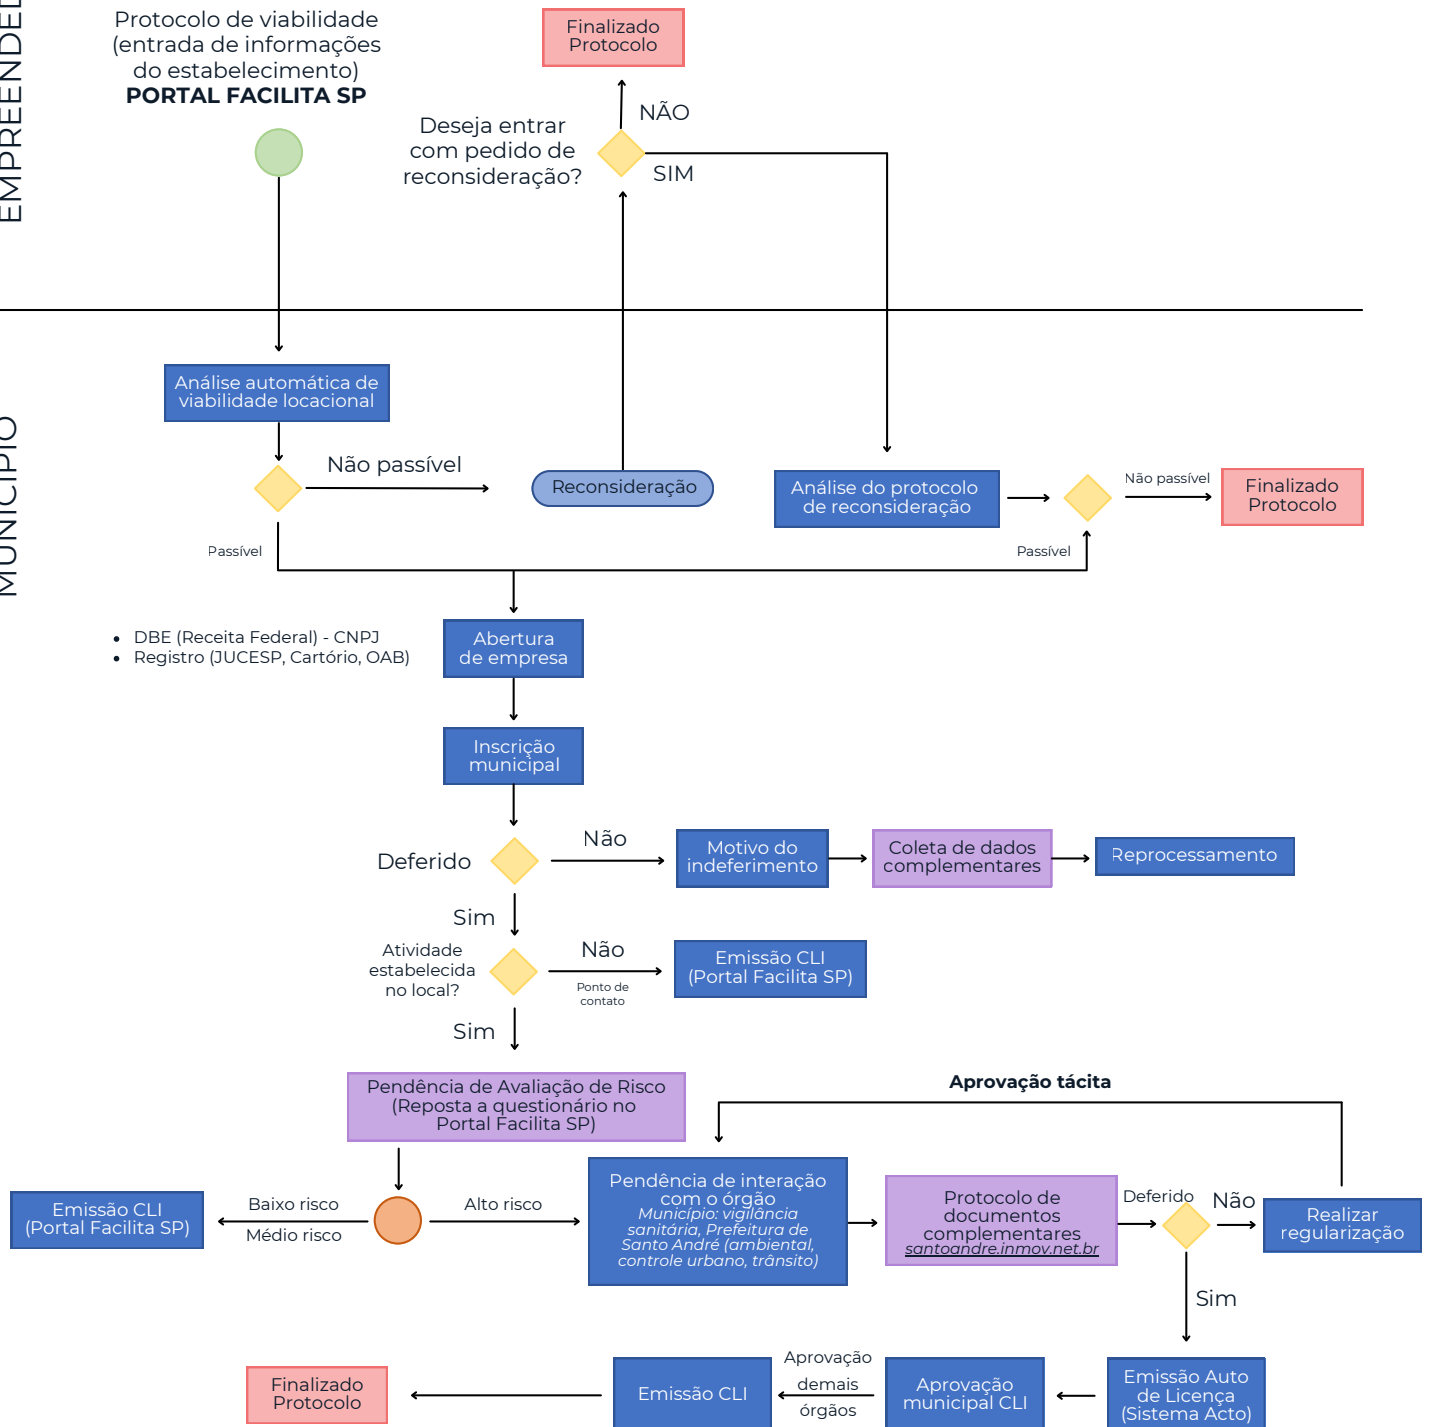 EMPREENDED
Protocolo de viabilidade
(entrada de informações
do estabelecimento)
PORTAL FACILITA SP
Finalizado
Protocolo
NÃO
Deseja entrar
com pedido de
reconsideração?
SIM
MUNICÍPIO
Análise automática de
viabilidade locacional
Não passível
Reconsideração
Análise do protocolo
de reconsideração
Não passível
Finalizado
Protocolo
Passível
Passível
DBE (Receita Federal) - CNPJ
Registro (JUCESP, Cartório, OAB)
Abertura
de empresa
Inscrição
municipal
Deferido
Não
Motivo do
indeferimento
Coleta de dados
complementares
Reprocessamento
Sim
Atividade
estabelecida
no local?
Não
Ponto de
contato
Emissão CLI
(Portal Facilita SP)
Sim
Pendência de Avaliação de Risco
(Reposta a questionário no
Portal Facilita SP)
Aprovação tácita
Emissão CLI
(Portal Facilita SP)
Baixo risco
Médio risco
Alto risco
Pendência de interação
com o órgão
Município: vigilância
sanitária, Prefeitura de
Santo André (ambiental,
controle urbano, trânsito)
Protocolo de
documentos
complementares
santoandre.inmov.net.br
Deferido
Não
Realizar
regularização
Sim
Finalizado
Protocolo
Emissão CLI
Aprovação
demais
órgãos
Aprovação
municipal CLI
Emissão Auto
de Licença
(Sistema Acto)